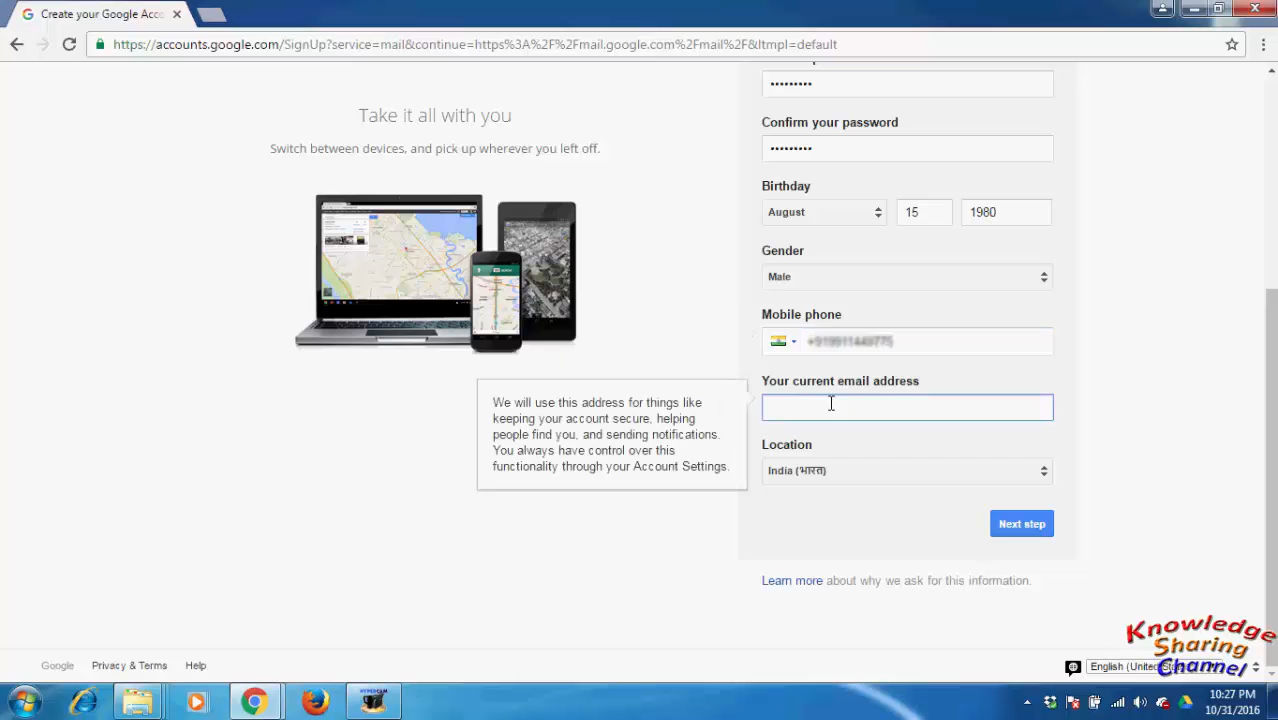 Create your Google Acco
https://accounts.google.com/SignUp?service=mail&continue=https%3A%2F%2Fmail.google.com%2Fmail%2F&ltmpl=default
Take it all with you
Switch between devices, and pick up wherever you left off.
Confirm your password
Birthday
August 15 1980
Gender
Male
Mobile phone
Your current email address
We will use this address for things like
keeping your account secure, helping
people find you, and sending notifications.
You always have control over this
functionality through your Account Settings.
Location
India (भारत)
Next step
Learn more about why we ask for this information.
Knowledge
Sharing
Channel
Google Privacy & Terms Help
English (United
HYPERCAM
10:27 PM
10/31/2016